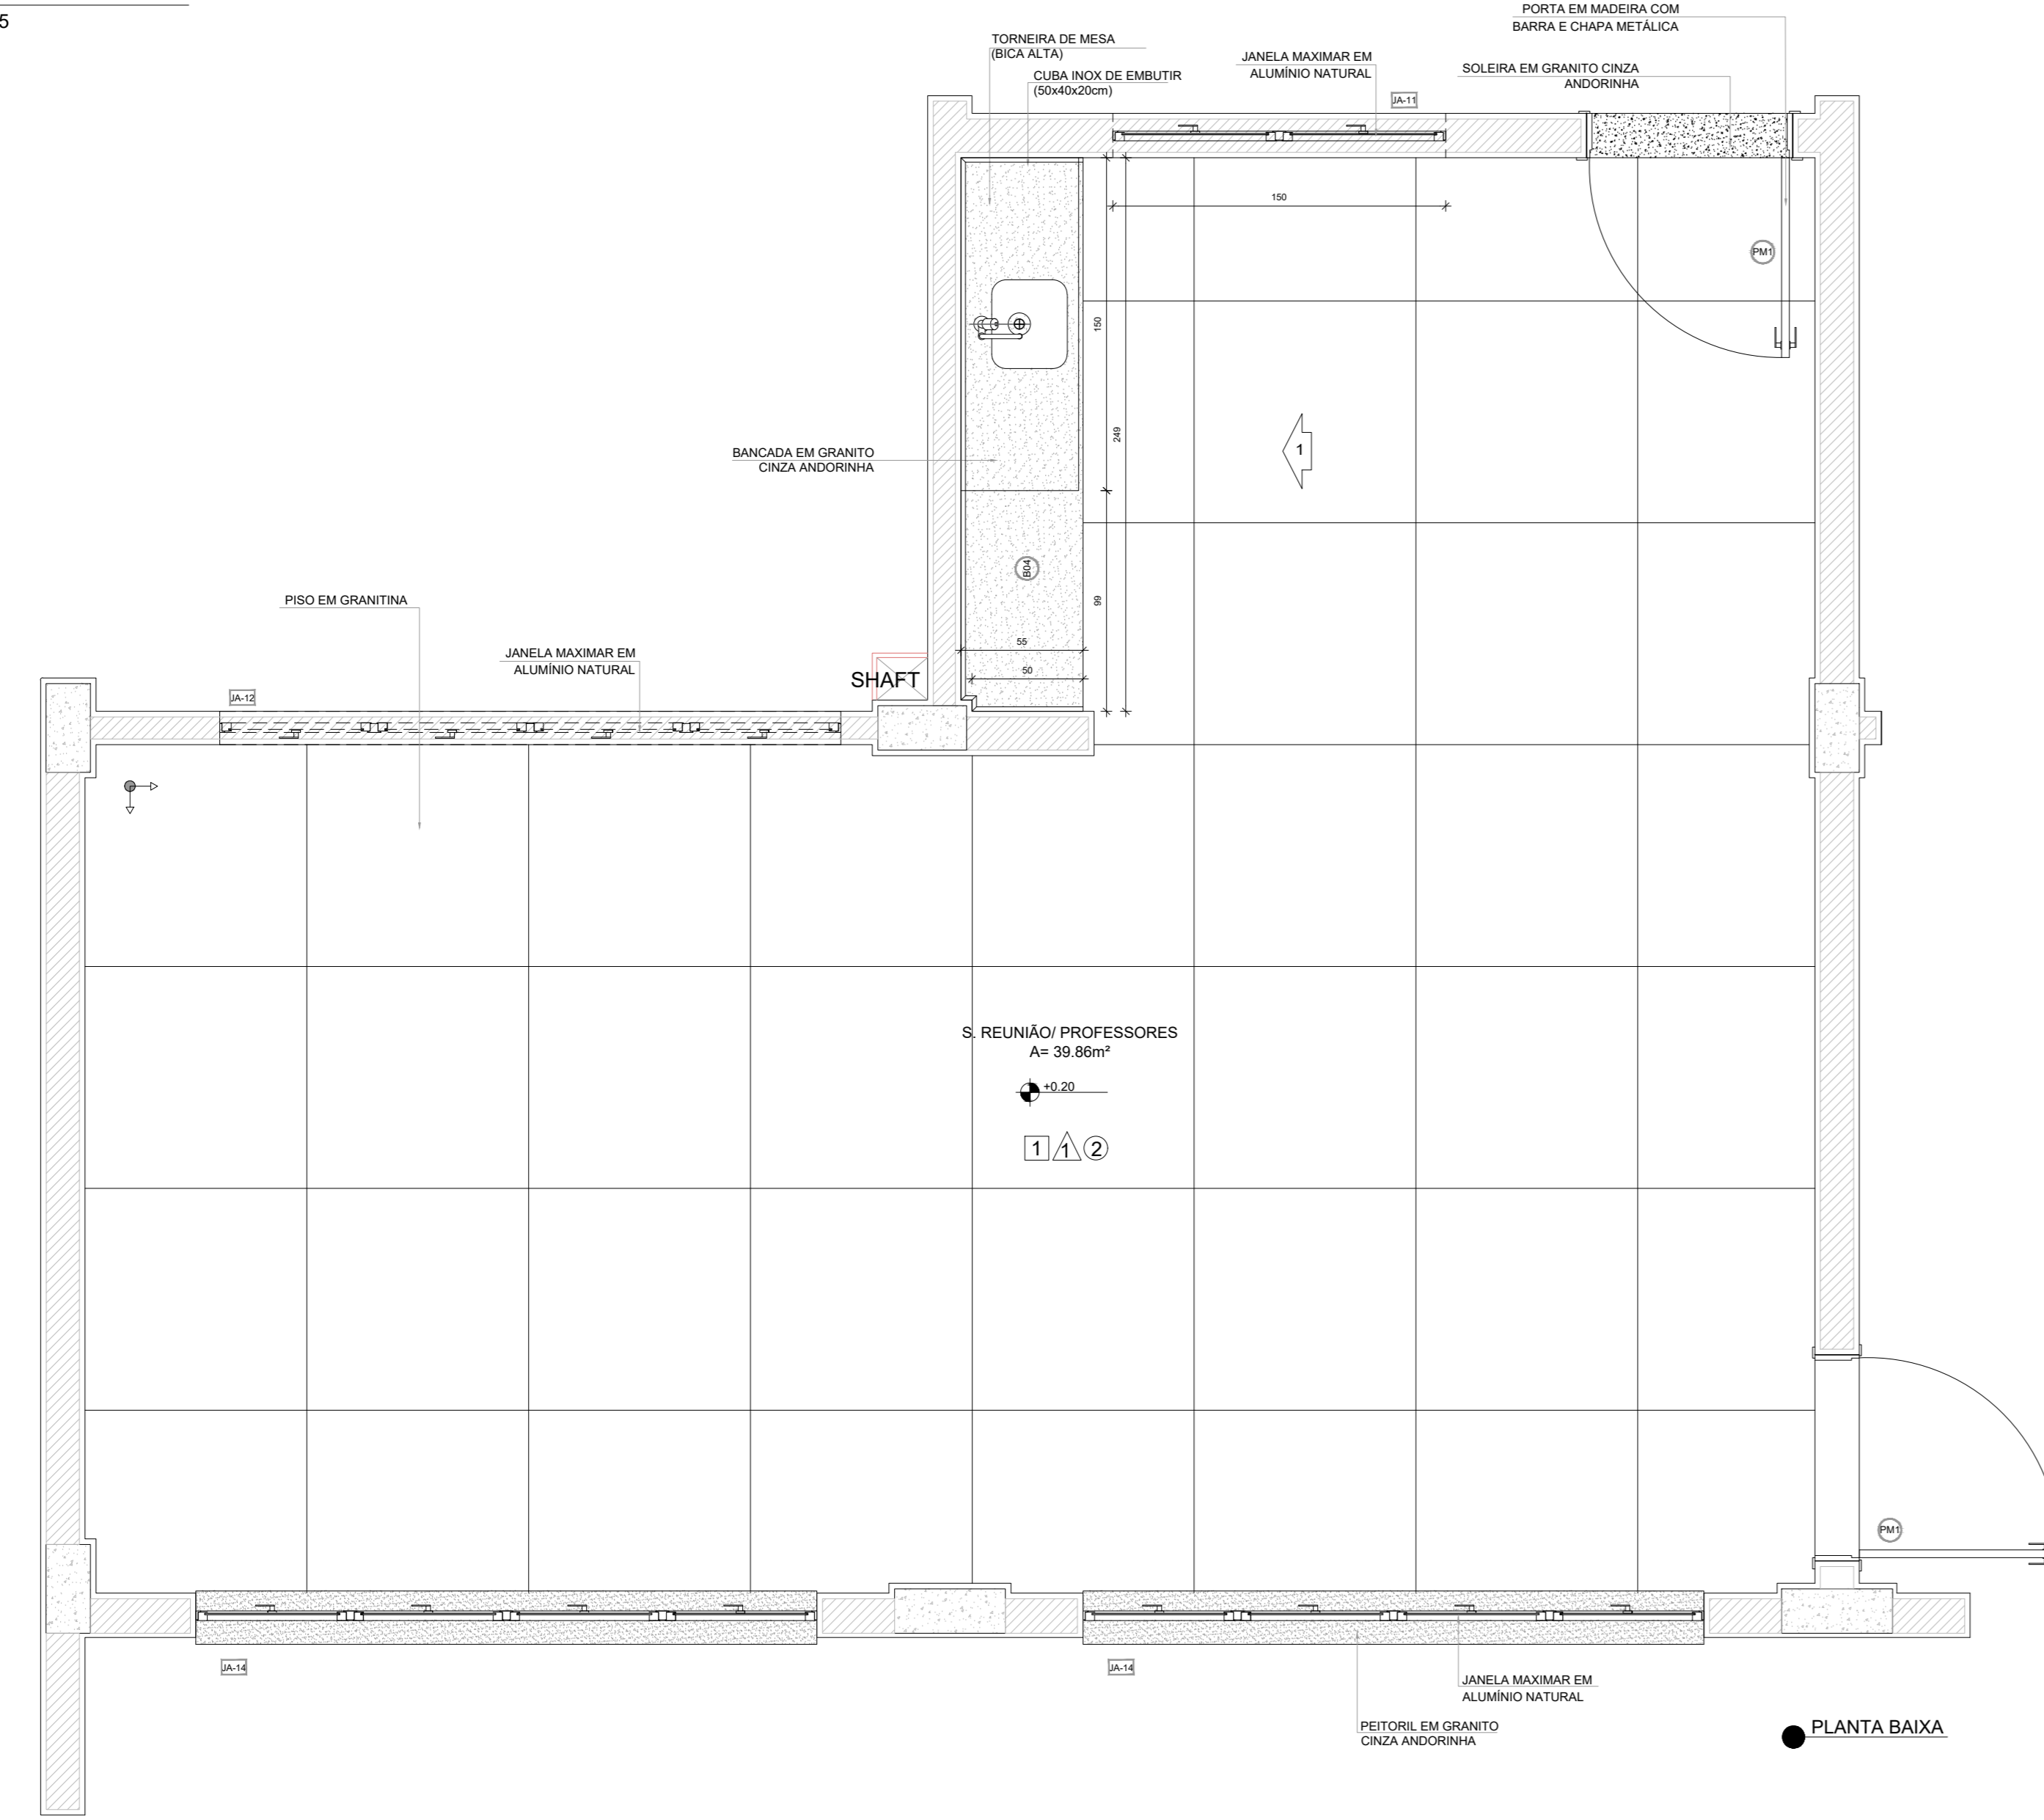 5
PORTA EM MADEIRA COM
BARRA E CHAPA METÁLICA
TORNEIRA DE MESA
(BICA ALTA)
JANELA MAXIMAR EM
ALUMÍNIO NATURAL
CUBA INOX DE EMBUTIR
(50x40x20cm)
SOLEIRA EM GRANITO CINZA
ANDORINHA
JA-11
150
PM1
150
249
1
BANCADA EM GRANITO
CINZA ANDORINHA
B04
99
PISO EM GRANITINA
55
JANELA MAXIMAR EM
ALUMÍNIO NATURAL
50
SHAFT
JA-12
S. REUNIÃO/ PROFESSORES
A= 39.86m²
+0.20
1 1 2
PM1
JA-14
JA-14
JANELA MAXIMAR EM
ALUMÍNIO NATURAL
PEITORIL EM GRANITO
CINZA ANDORINHA
PLANTA BAIXA